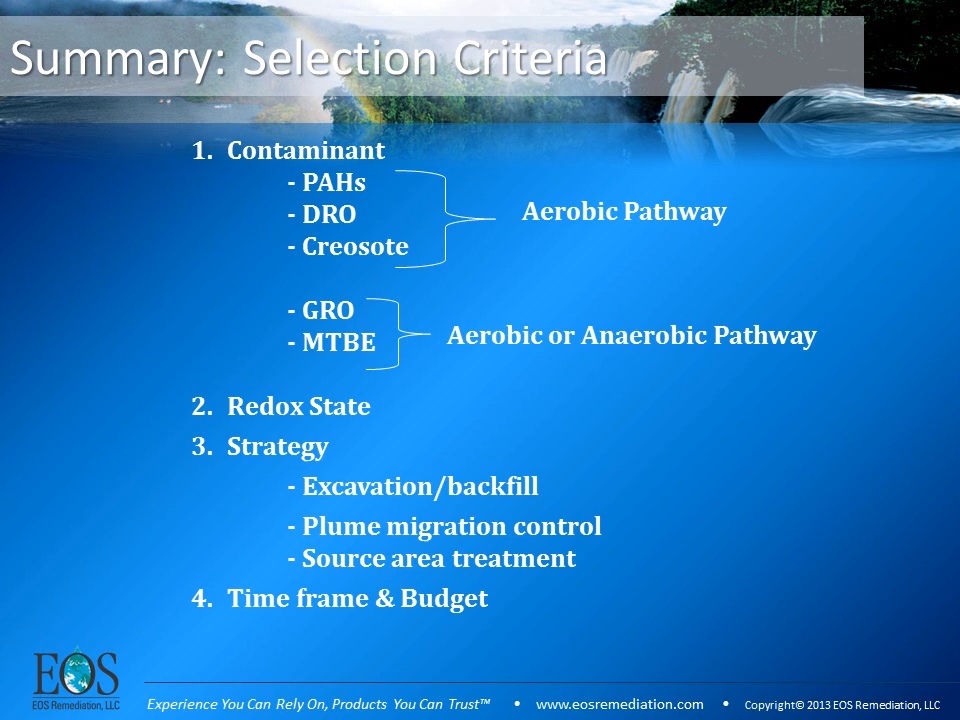 Summary: Selection Criteria
1. Contaminant
- PAHs
- DRO
- Creosote
Aerobic Pathway
- GRO
- MTBE
Aerobic or Anaerobic Pathway
2. Redox State
3. Strategy
- Excavation/backfill
- Plume migration control
- Source area treatment
4. Time frame & Budget
EOS
EOS Remediation, LLC
Experience You Can Rely On, Products You Can Trust™ • www.eosremediation.com • Copyright© 2013 EOS Remediation, LLC